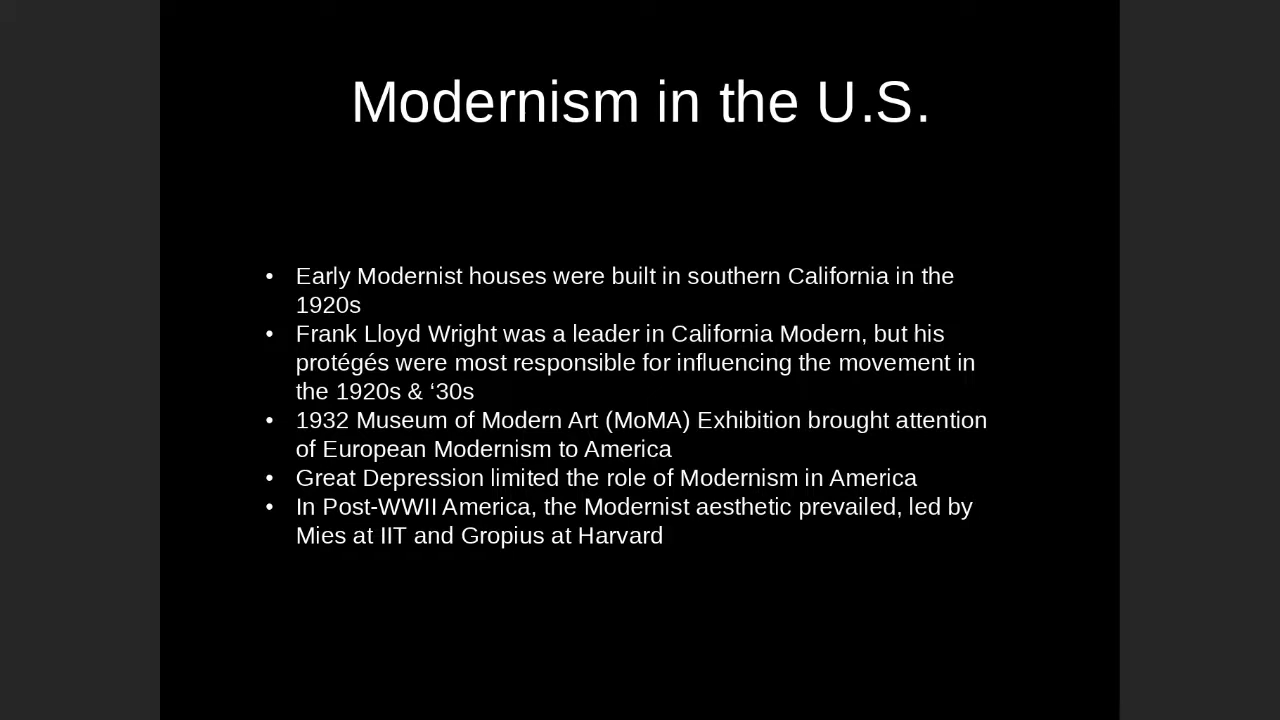 Modernism in the U.S.
• Early Modernist houses were built in southern California in the
1920s
• Frank Lloyd Wright was a leader in California Modern, but his
protégés were most responsible for influencing the movement in
the 1920s & ‘30s
• 1932 Museum of Modern Art (MoMA) Exhibition brought attention
of European Modernism to America
• Great Depression limited the role of Modernism in America
• In Post-WWII America, the Modernist aesthetic prevailed, led by
Mies at IIT and Gropius at Harvard